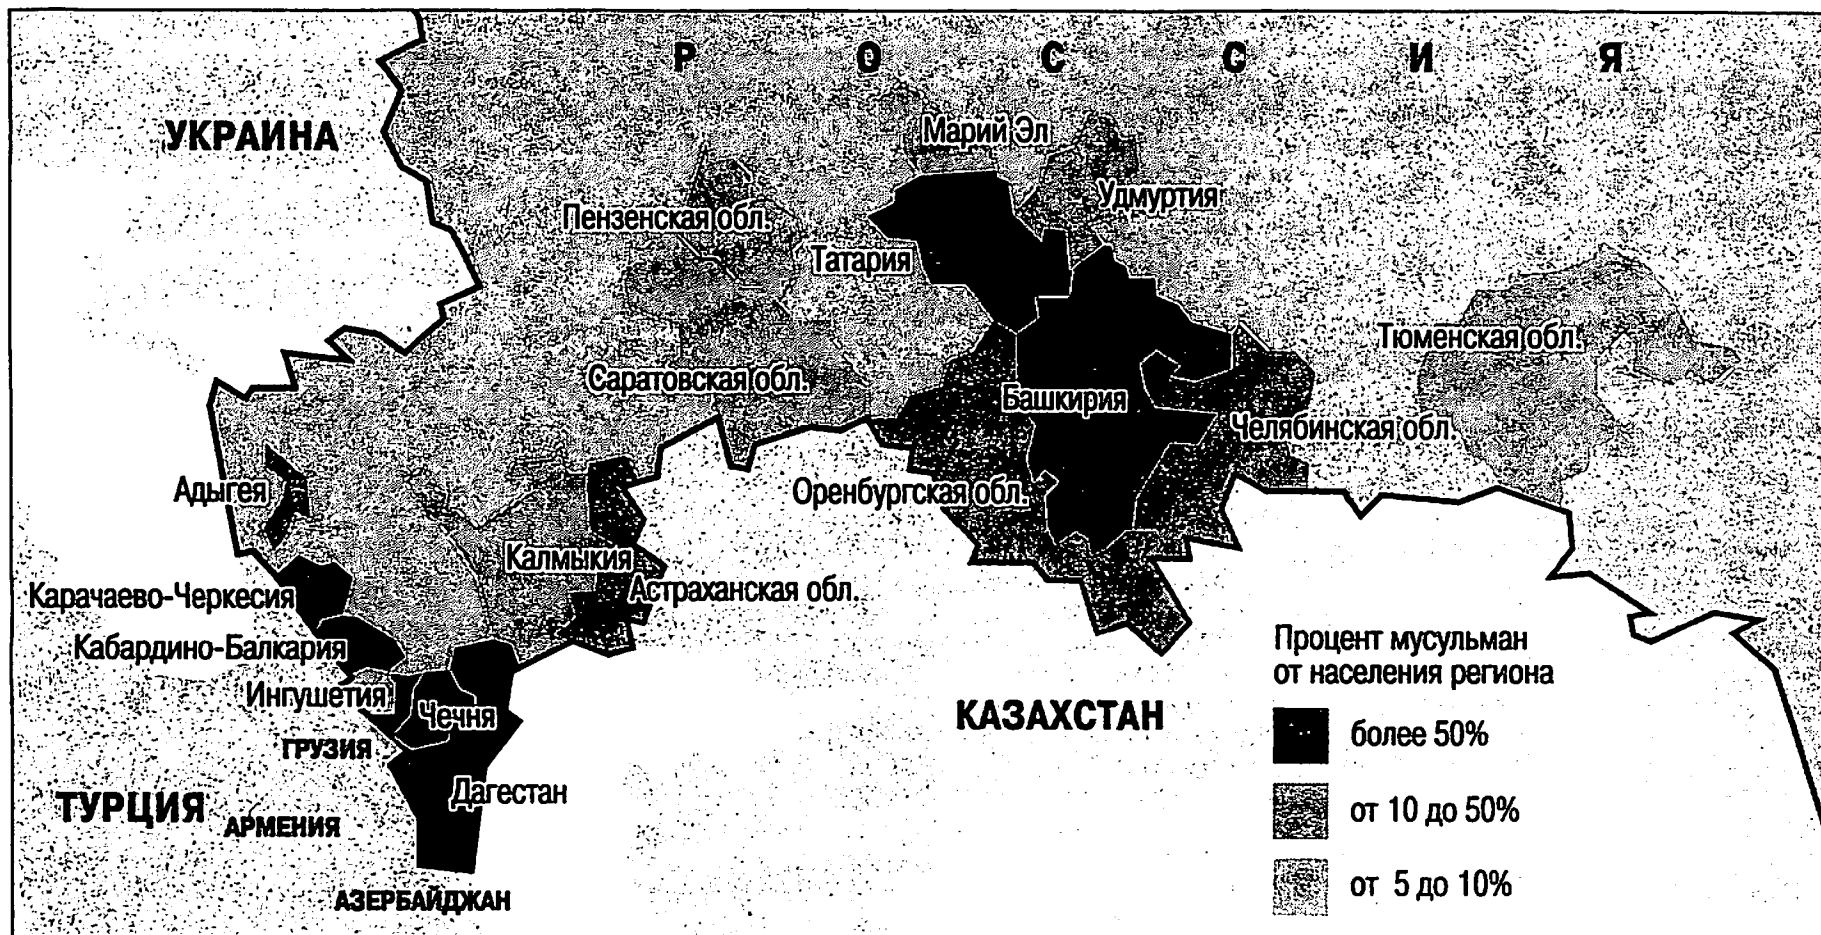 РОССИЯ
УКРАИНА
Марий Эл
Удмуртия
Пензенская обл.
Татария
Тюменская обл.
Саратовская обл.
Башкирия
Челябинская обл.
Адыгея
Оренбургская обл.
Калмыкия
Астраханская обл.
Карачаево-Черкесия
Кабардино-Балкария
Ингушетия
Чечня
ГРУЗИЯ
КАЗАХСТАН
Дагестан
ТУРЦИЯ
АРМЕНИЯ
АЗЕРБАЙДЖАН
Процент мусульман
от населения региона
более 50%
от 10 до 50%
от 5 до 10%